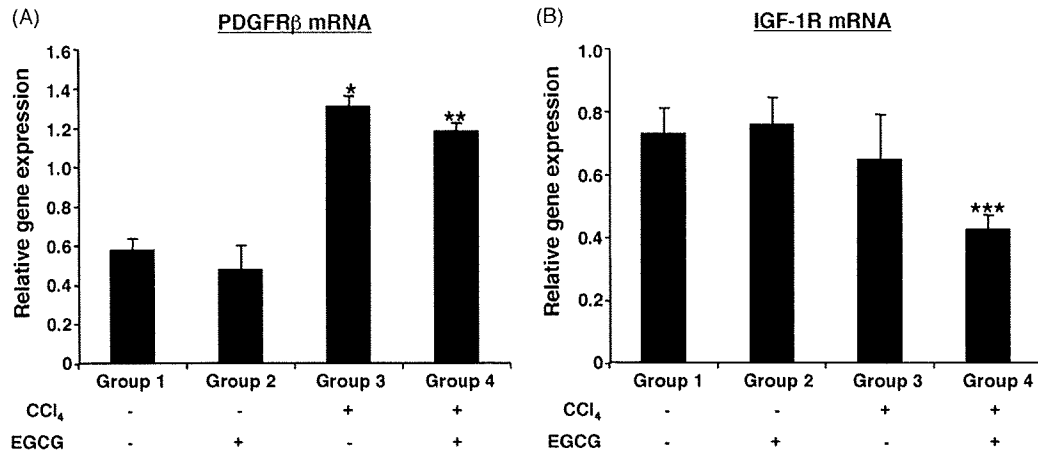 (A)
PDGFRβ mRNA
Relative gene expression
1.6
1.4
1.2
1.0
0.8
0.6
0.4
0.2
0
*
**
Group 1 Group 2 Group 3 Group 4
CCl₄ - - + +
EGCG - + - +
(B)
IGF-1R mRNA
Relative gene expression
1.0
0.8
0.6
0.4
0.2
0.0
***
Group 1 Group 2 Group 3 Group 4
CCl₄ - - + +
EGCG - + - +